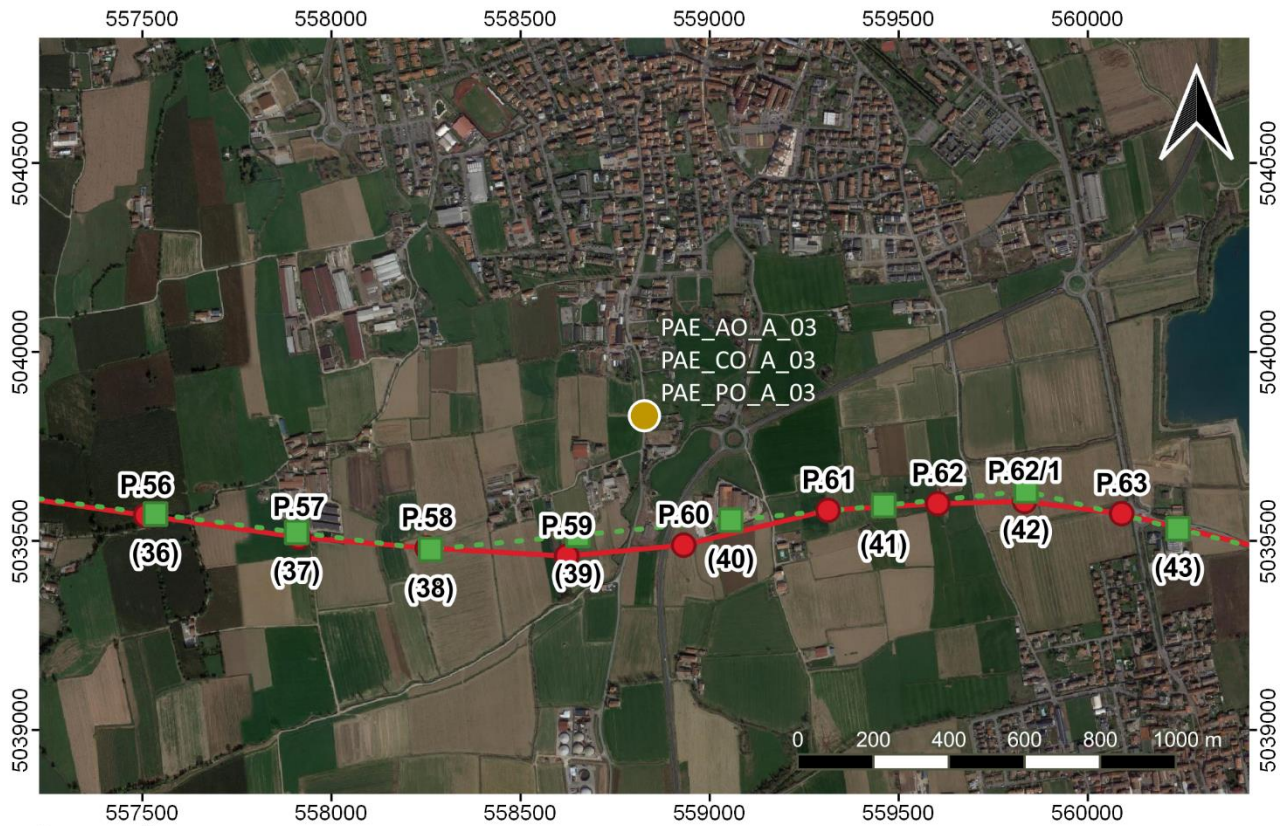 557500 558000 558500 559000 559500 560000
5040500 5040500
PAE_AO_A_03
PAE_CO_A_03
PAE_PO_A_03
5040000 5040000
P.56 P.57 P.58 P.59 P.60 P.61 P.62 P.62/1 P.63
5039500 5039500
(36) (37) (38) (39) (40) (41) (42) (43)
5039000 5039000
0 200 400 600 800 1000 m
557500 558000 558500 559000 559500 560000